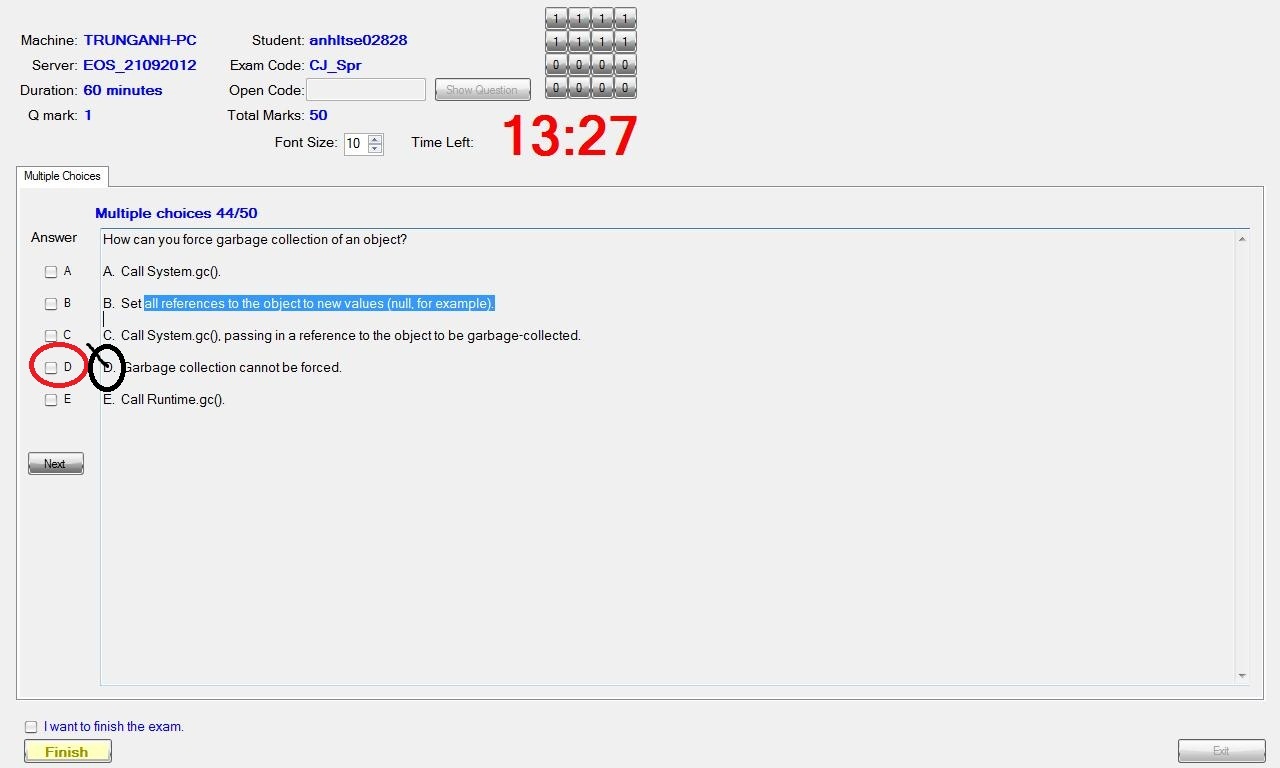 1 1 1 1
Machine: TRUNGANH-PC Student: anhltse02828 1 1 1 1
Server: EOS_21092012 Exam Code: CJ_Spr 0 0 0 0
Duration: 60 minutes Open Code: Show Question 0 0 0 0
Q mark: 1 Total Marks: 50
Font Size: 10 Time Left: 13:27
Multiple Choices
Multiple choices 44/50
Answer How can you force garbage collection of an object?
A A. Call System.gc().
B B. Set all references to the object to new values (null, for example).
C C. Call System.gc(), passing in a reference to the object to be garbage-collected.
D D. Garbage collection cannot be forced.
E E. Call Runtime.gc().
Next
I want to finish the exam.
Finish Exit